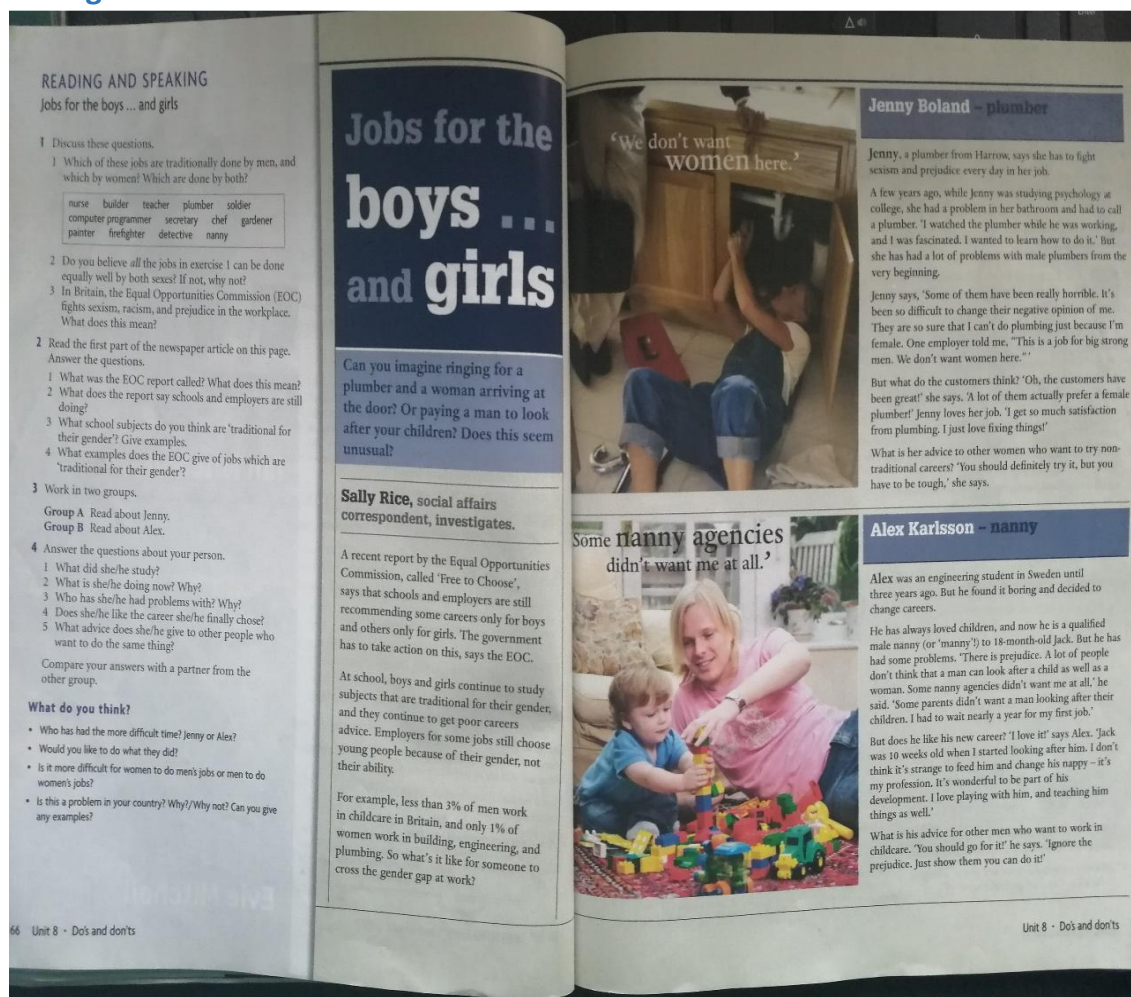 READING AND SPEAKING
Jobs for the boys ... and girls
1 Discuss these questions.
1 Which of these jobs are traditionally done by men, and
which by women? Which are done by both?
nurse builder teacher plumber soldier
computer programmer secretary chef gardener
painter firefighter detective nanny
2 Do you believe all the jobs in exercise 1 can be done
equally well by both sexes? If not, why not?
3 In Britain, the Equal Opportunities Commission (EOC)
fights sexism, racism, and prejudice in the workplace.
What does this mean?
2 Read the first part of the newspaper article on this page.
Answer the questions.
1 What was the EOC report called? What does this mean?
2 What does the report say schools and employers are still
doing?
3 What school subjects do you think are 'traditional for
their gender'? Give examples.
4 What examples does the EOC give of jobs which are
'traditional for their gender'?
3 Work in two groups.
Group A Read about Jenny.
Group B Read about Alex.
4 Answer the questions about your person.
1 What did she/he study?
2 What is she/he doing now? Why?
3 Who has she/he had problems with? Why?
4 Does she/he like the career she/he finally chose?
5 What advice does she/he give to other people who
want to do the same thing?
Compare your answers with a partner from the
other group.
What do you think?
• Who has had the more difficult time? Jenny or Alex?
• Would you like to do what they did?
• Is it more difficult for women to do men's jobs or men to do
women's jobs?
• Is this a problem in your country? Why?/Why not? Can you give
any examples?
66 Unit 8 · Do's and don'ts
Jobs for the
boys ...
and girls
Can you imagine ringing for a
plumber and a woman arriving at
the door? Or paying a man to look
after your children? Does this seem
unusual?
Sally Rice, social affairs
correspondent, investigates.
A recent report by the Equal Opportunities
Commission, called 'Free to Choose',
says that schools and employers are still
recommending some careers only for boys
and others only for girls. The government
has to take action on this, says the EOC.
At school, boys and girls continue to study
subjects that are traditional for their gender,
and they continue to get poor careers
advice. Employers for some jobs still choose
young people because of their gender, not
their ability.
For example, less than 3% of men work
in childcare in Britain, and only 1% of
women work in building, engineering, and
plumbing. So what's it like for someone to
cross the gender gap at work?
'We don't want
women here.'
Jenny Boland – plumber
Jenny, a plumber from Harrow, says she has to fight
sexism and prejudice every day in her job.
A few years ago, while Jenny was studying psychology at
college, she had a problem in her bathroom and had to call
a plumber. 'I watched the plumber while he was working,
and I was fascinated. I wanted to learn how to do it.' But
she has had a lot of problems with male plumbers from the
very beginning.
Jenny says, 'Some of them have been really horrible. It's
been so difficult to change their negative opinion of me.
They are so sure that I can't do plumbing just because I'm
female. One employer told me, "This is a job for big strong
men. We don't want women here."'
But what do the customers think? 'Oh, the customers have
been great!' she says. 'A lot of them actually prefer a female
plumber!' Jenny loves her job. 'I get so much satisfaction
from plumbing. I just love fixing things!'
What is her advice to other women who want to try non-
traditional careers? 'You should definitely try it, but you
have to be tough,' she says.
Some nanny agencies
didn't want me at all.'
Alex Karlsson – nanny
Alex was an engineering student in Sweden until
three years ago. But he found it boring and decided to
change careers.
He has always loved children, and now he is a qualified
male nanny (or 'manny'!) to 18-month-old Jack. But he has
had some problems. 'There is prejudice. A lot of people
don't think that a man can look after a child as well as a
woman. Some nanny agencies didn't want me at all,' he
said. 'Some parents didn't want a man looking after their
children. I had to wait nearly a year for my first job.'
But does he like his new career? 'I love it!' says Alex. 'Jack
was 10 weeks old when I started looking after him. I don't
think it's strange to feed him and change his nappy – it's
my profession. It's wonderful to be part of his
development. I love playing with him, and teaching him
things as well.'
What is his advice for other men who want to work in
childcare. 'You should go for it!' he says. 'Ignore the
prejudice. Just show them you can do it!'
Unit 8 · Do's and don'ts